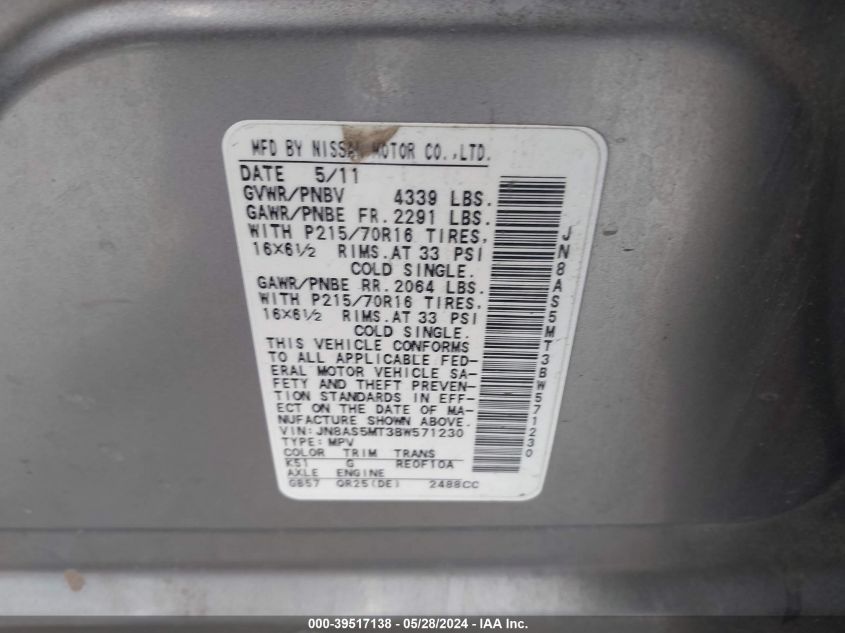 MFD BY NISSAN MOTOR CO.,LTD.
DATE 5/11
GVWR/PNBV 4339 LBS.
GAWR/PNBE FR. 2291 LBS.
WITH P215/70R16 TIRES,
16X6½ RIMS.AT 33 PSI
COLD SINGLE.
GAWR/PNBE RR. 2064 LBS.
WITH P215/70R16 TIRES,
16X6½ RIMS.AT 33 PSI
COLD SINGLE.
THIS VEHICLE CONFORMS
TO ALL APPLICABLE FED-
ERAL MOTOR VEHICLE SA-
FETY AND THEFT PREVEN-
TION STANDARDS IN EFF-
ECT ON THE DATE OF MA-
NUFACTURE SHOWN ABOVE.
VIN: JN8AS5MT3BW571230
TYPE: MPV
COLOR TRIM TRANS
K51 G RE0F10A
AXLE ENGINE
GB57 QR25(DE) 2488CC
JN8AS5MT3BW571230
000-39517138 - 05/28/2024 - IAA Inc.